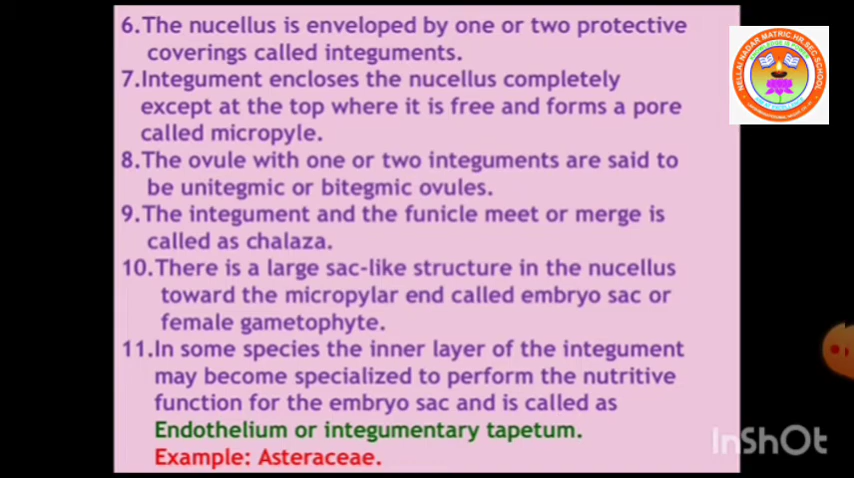 6.The nucellus is enveloped by one or two protective
coverings called integuments.
7.Integument encloses the nucellus completely
except at the top where it is free and forms a pore
called micropyle.
8.The ovule with one or two integuments are said to
be unitegmic or bitegmic ovules.
9.The integument and the funicle meet or merge is
called as chalaza.
10.There is a large sac-like structure in the nucellus
toward the micropylar end called embryo sac or
female gametophyte.
11.In some species the inner layer of the integument
may become specialized to perform the nutritive
function for the embryo sac and is called as
Endothelium or integumentary tapetum.
Example: Asteraceae.
NELLAI NADAR MATRIC.HR.SEC.SCHOOL
InShOt